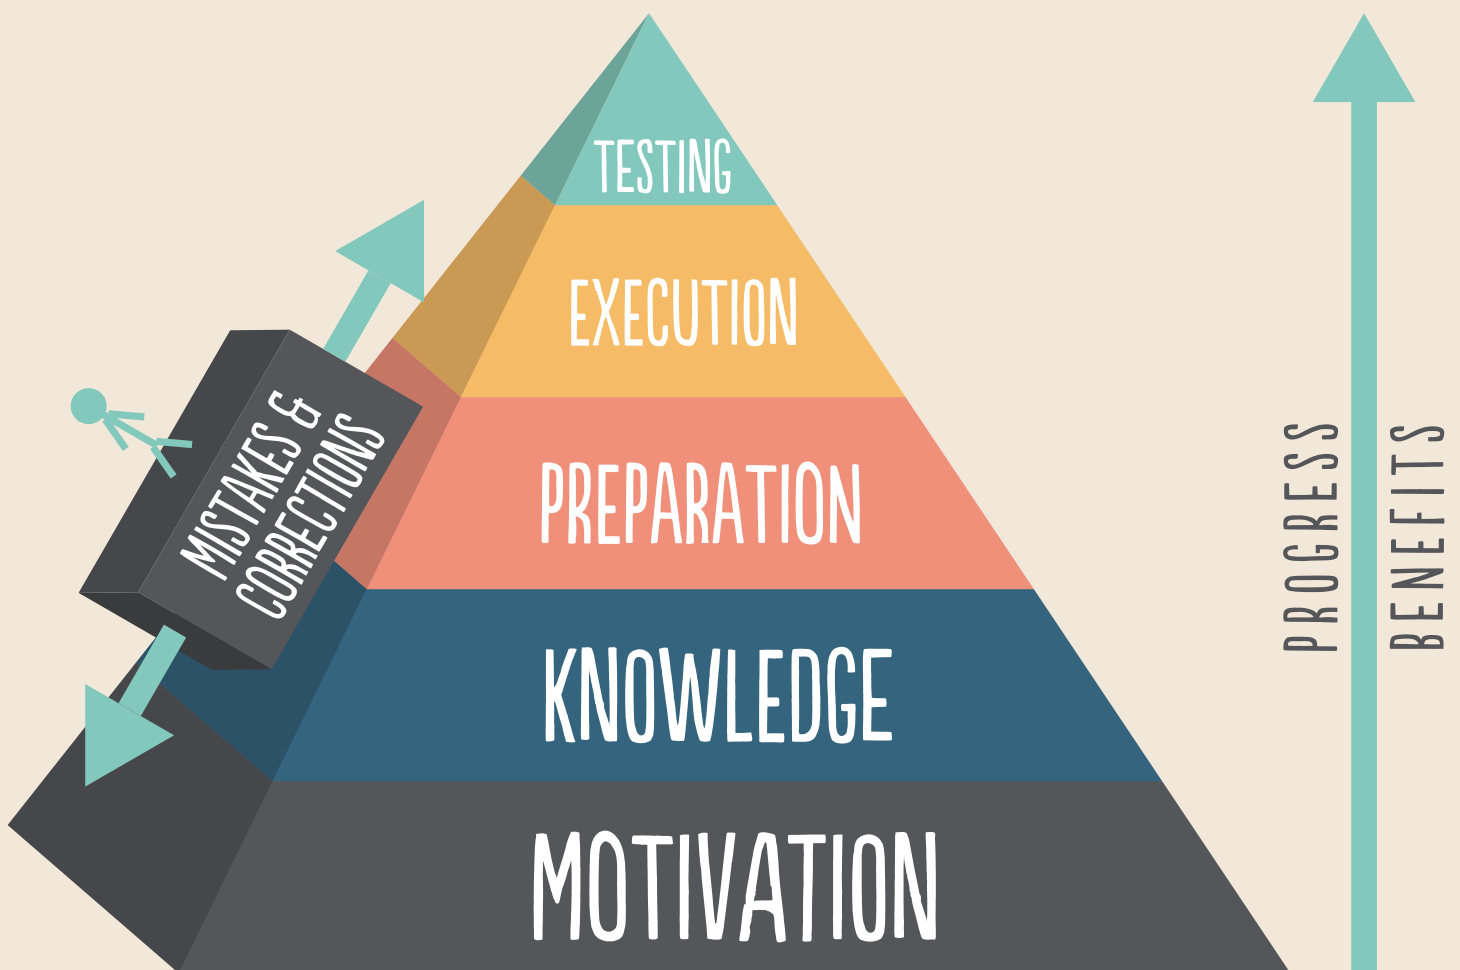 TESTING
EXECUTION
PREPARATION
KNOWLEDGE
MOTIVATION
MISTAKES &
CORRECTIONS
PROGRESS
BENEFITS